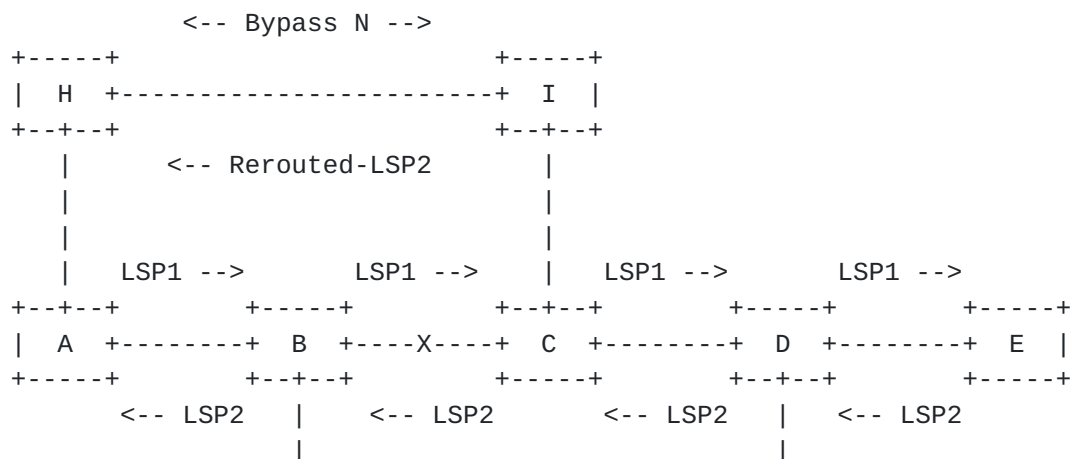 <-- Bypass N -->
+-----+                         +-----+
|  H  +-------------------------+  I  |
+--+--+                         +--+--+
   |      <-- Rerouted-LSP2        |
   |                               |
   |                               |
   |   LSP1 -->       LSP1 -->     |   LSP1 -->       LSP1 -->
+--+--+        +-----+         +--+--+        +-----+        +-----+
|  A  +--------+  B  +----X----+  C  +--------+  D  +--------+  E  |
+-----+        +--+--+         +-----+        +--+--+        +-----+
       <-- LSP2   |    <-- LSP2       <-- LSP2   |   <-- LSP2
                  |                              |